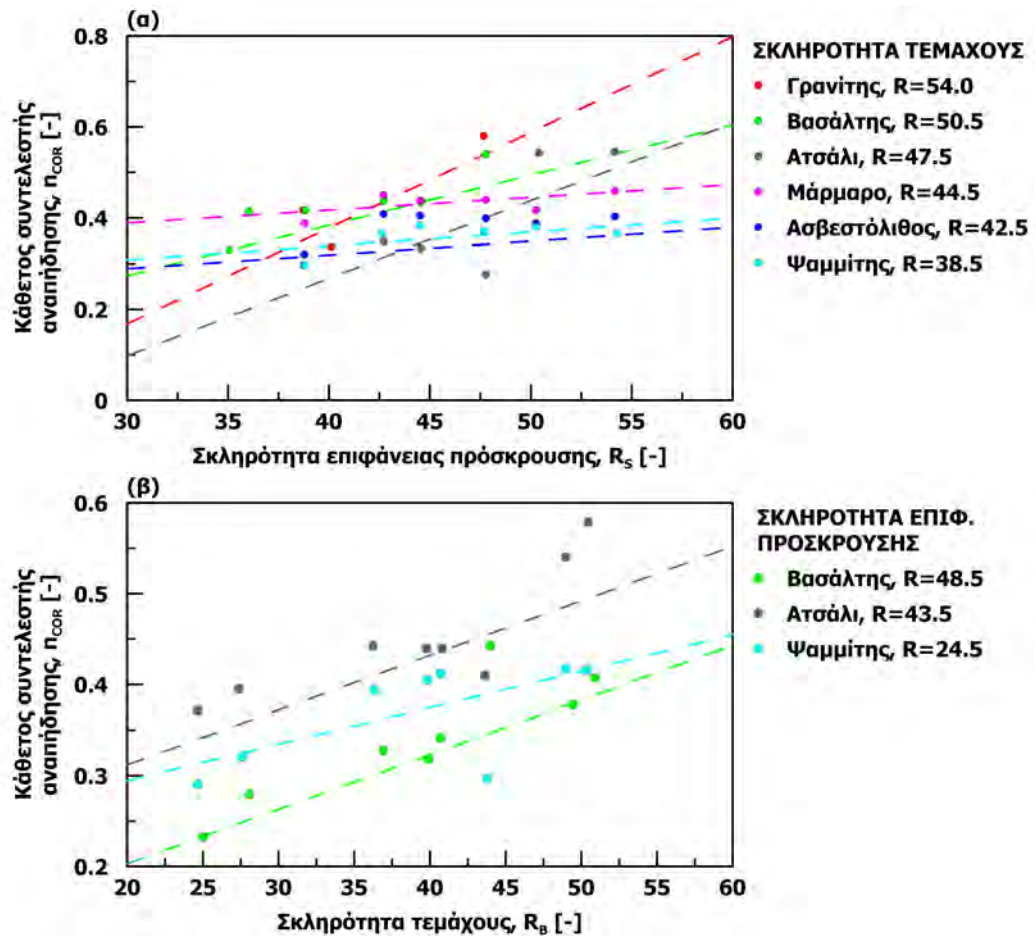 (α)
0.8
0.6
0.4
0.2
0
Κάθετος συντελεστής
αναπήδησης, n_COR [-]
30 35 40 45 50 55 60
Σκληρότητα επιφάνειας πρόσκρουσης, R_S [-]
ΣΚΛΗΡΟΤΗΤΑ ΤΕΜΑΧΟΥΣ
Γρανίτης, R=54.0
Βασάλτης, R=50.5
Ατσάλι, R=47.5
Μάρμαρο, R=44.5
Ασβεστόλιθος, R=42.5
Ψαμμίτης, R=38.5
(β)
0.6
0.5
0.4
0.3
0.2
Κάθετος συντελεστής
αναπήδησης, n_COR [-]
20 25 30 35 40 45 50 55 60
Σκληρότητα τεμάχους, R_B [-]
ΣΚΛΗΡΟΤΗΤΑ ΕΠΙΦ.
ΠΡΟΣΚΡΟΥΣΗΣ
Βασάλτης, R=48.5
Ατσάλι, R=43.5
Ψαμμίτης, R=24.5